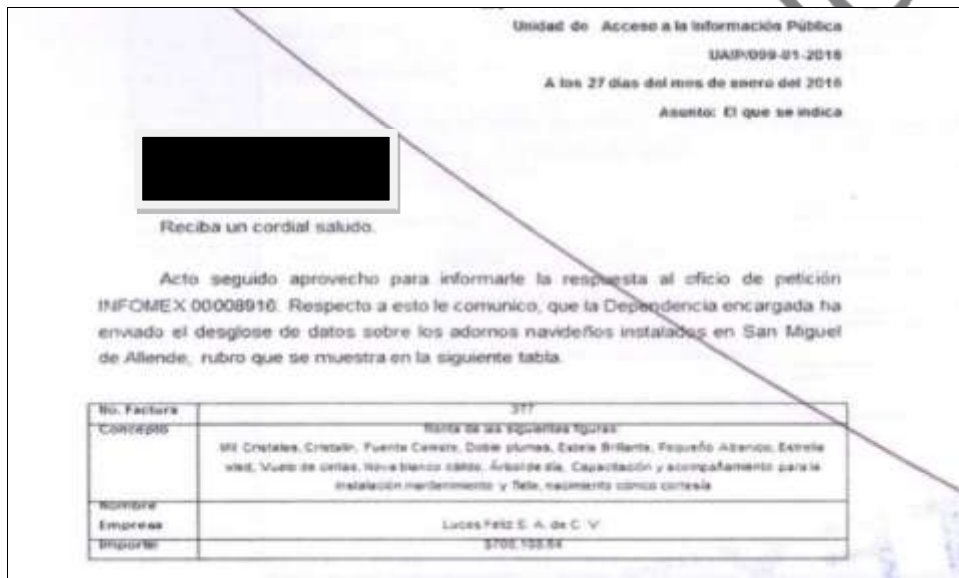 Unidad de Acceso a la Información Pública
UAIP/099-01-2016
A los 27 días del mes de enero del 2016
Asunto: El que se indica
Reciba un cordial saludo.
Acto seguido aprovecho para informarle la respuesta al oficio de petición
INFOMEX 00008916. Respecto a esto le comunico, que la Dependencia encargada ha
enviado el desglose de datos sobre los adornos navideños instalados en San Miguel
de Allende, rubro que se muestra en la siguiente tabla.
No. Factura 377
Concepto Renta de las siguientes figuras:
Mil Cristales, Cristalin, Fuente Doble plumas, Estela Brillante, Pequeño Abanico, Estrella
Vuelo de cintas, Nova blanco cálido, Árbol de día, Capacitación y acompañamiento para la
instalación y flete, nacimiento cónico cortesía
Nombre
Empresa Luces Feliz S. A. de C. V.
Importe